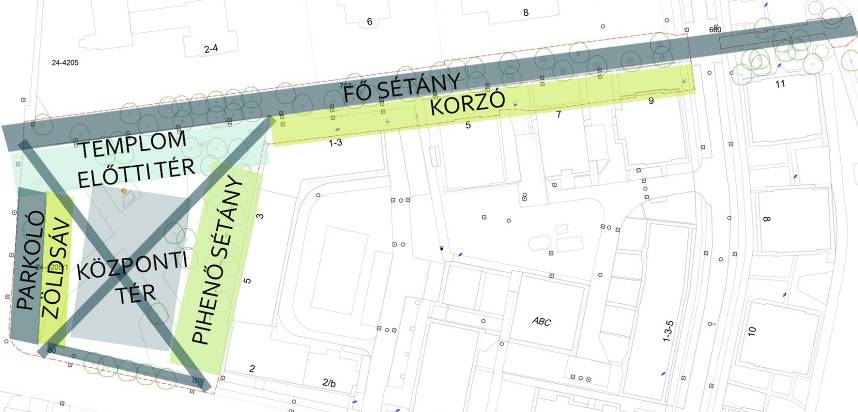 8
6
2-4
24-4205
660
FŐ SÉTÁNY
KORZÓ
11
9
7
5
1-3
TEMPLOM
ELŐTTI TÉR
3
8
PARKOLÓ
ZÖLDSÁV
KÖZPONTI
TÉR
PIHENŐ SÉTÁNY
5
ABC
1-3-5
10
2
2/b